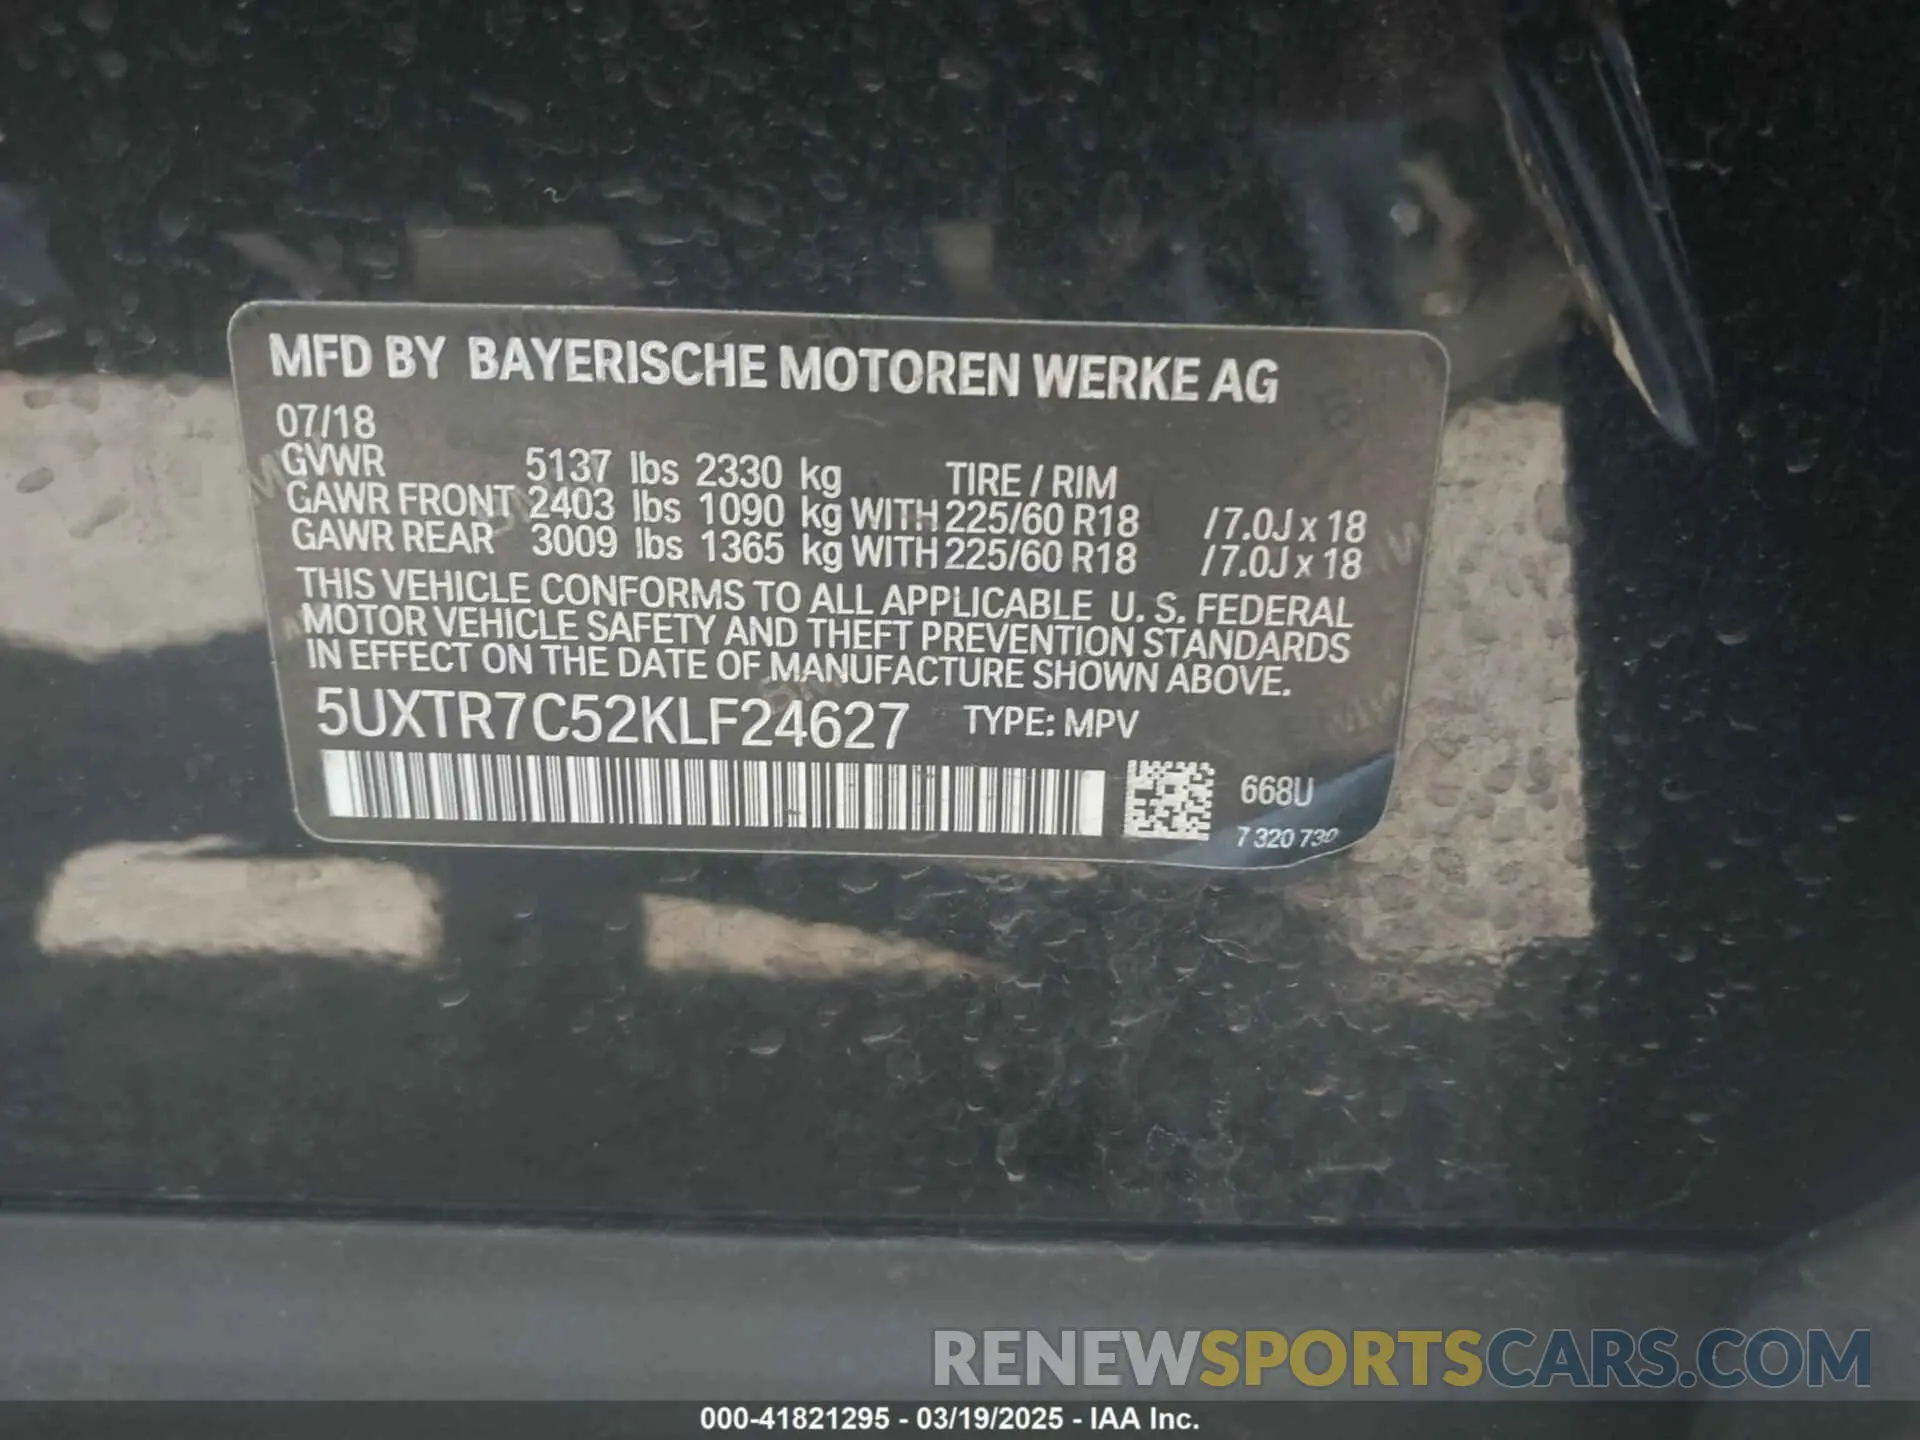 MFD BY BAYERISCHE MOTOREN WERKE AG
07/18
GVWR 5137 lbs 2330 kg TIRE / RIM
GAWR FRONT 2403 lbs 1090 kg WITH 225/60 R18 /7.0J x 18
GAWR REAR 3009 lbs 1365 kg WITH 225/60 R18 /7.0J x 18
THIS VEHICLE CONFORMS TO ALL APPLICABLE U. S. FEDERAL
MOTOR VEHICLE SAFETY AND THEFT PREVENTION STANDARDS
IN EFFECT ON THE DATE OF MANUFACTURE SHOWN ABOVE.
5UXTR7C52KLF24627 TYPE: MPV
668U
7 320 730
RENEWSPORTSCARS.COM
000-41821295 - 03/19/2025 - IAA Inc.